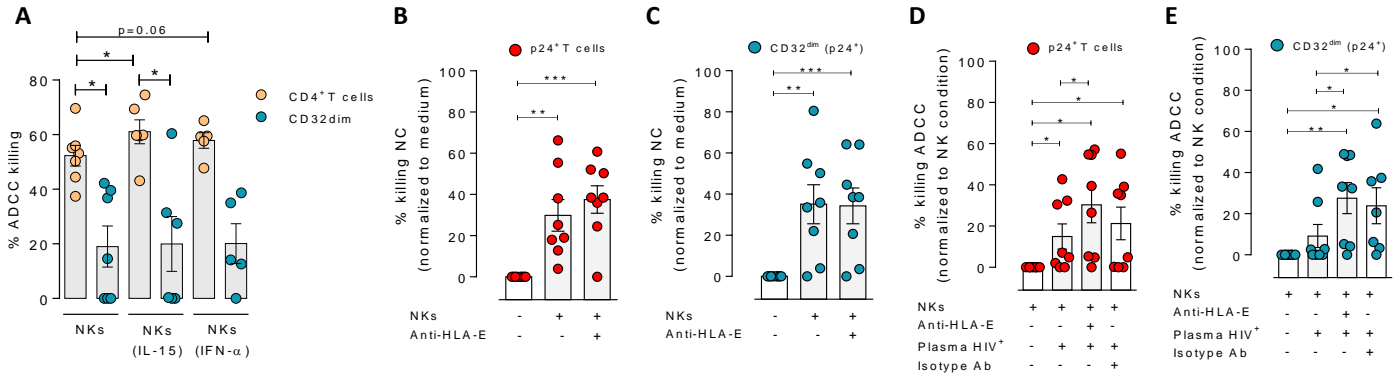 A
p=0.06
*
*
*
% ADCC killing
80
60
40
20
0
CD4⁺T cells
CD32dim
NKs
NKs
(IL-15)
NKs
(IFN-α)
B
p24⁺T cells
% killing NC
(normalized to medium)
100
80
60
40
20
0
***
**
NKs - + +
Anti-HLA-E - - +
C
CD32ᵈⁱᵐ (p24⁺)
% killing NC
(normalized to medium)
100
80
60
40
20
0
***
**
NKs - + +
Anti-HLA-E - - +
D
p24⁺T cells
% killing ADCC
(normalized to NK condition)
100
80
60
40
20
0
*
*
*
*
NKs + + + +
Anti-HLA-E - - + -
Plasma HIV⁺ - + + +
Isotype Ab - - - +
E
CD32ᵈⁱᵐ (p24⁺)
% killing ADCC
(normalized to NK condition)
100
80
60
40
20
0
*
*
*
**
NKs + + + +
Anti-HLA-E - - + -
Plasma HIV⁺ - + + +
Isotype Ab - - - +